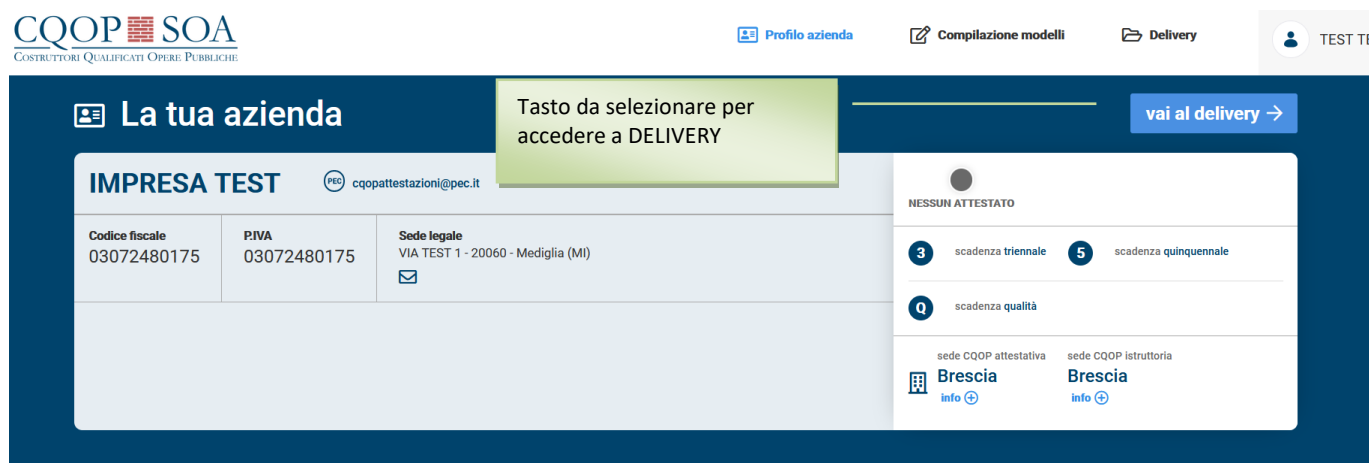 CQOP SOA
COSTRUTTORI QUALIFICATI OPERE PUBBLICHE
Profilo azienda
Compilazione modelli
Delivery
TEST TE
La tua azienda
Tasto da selezionare per
accedere a DELIVERY
vai al delivery →
IMPRESA TEST
PEC cqopattestazioni@pec.it
NESSUN ATTESTATO
Codice fiscale
03072480175
P.IVA
03072480175
Sede legale
VIA TEST 1 - 20060 - Mediglia (MI)
3 scadenza triennale
5 scadenza quinquennale
Q scadenza qualità
sede CQOP attestativa
Brescia
info
sede CQOP istruttoria
Brescia
info